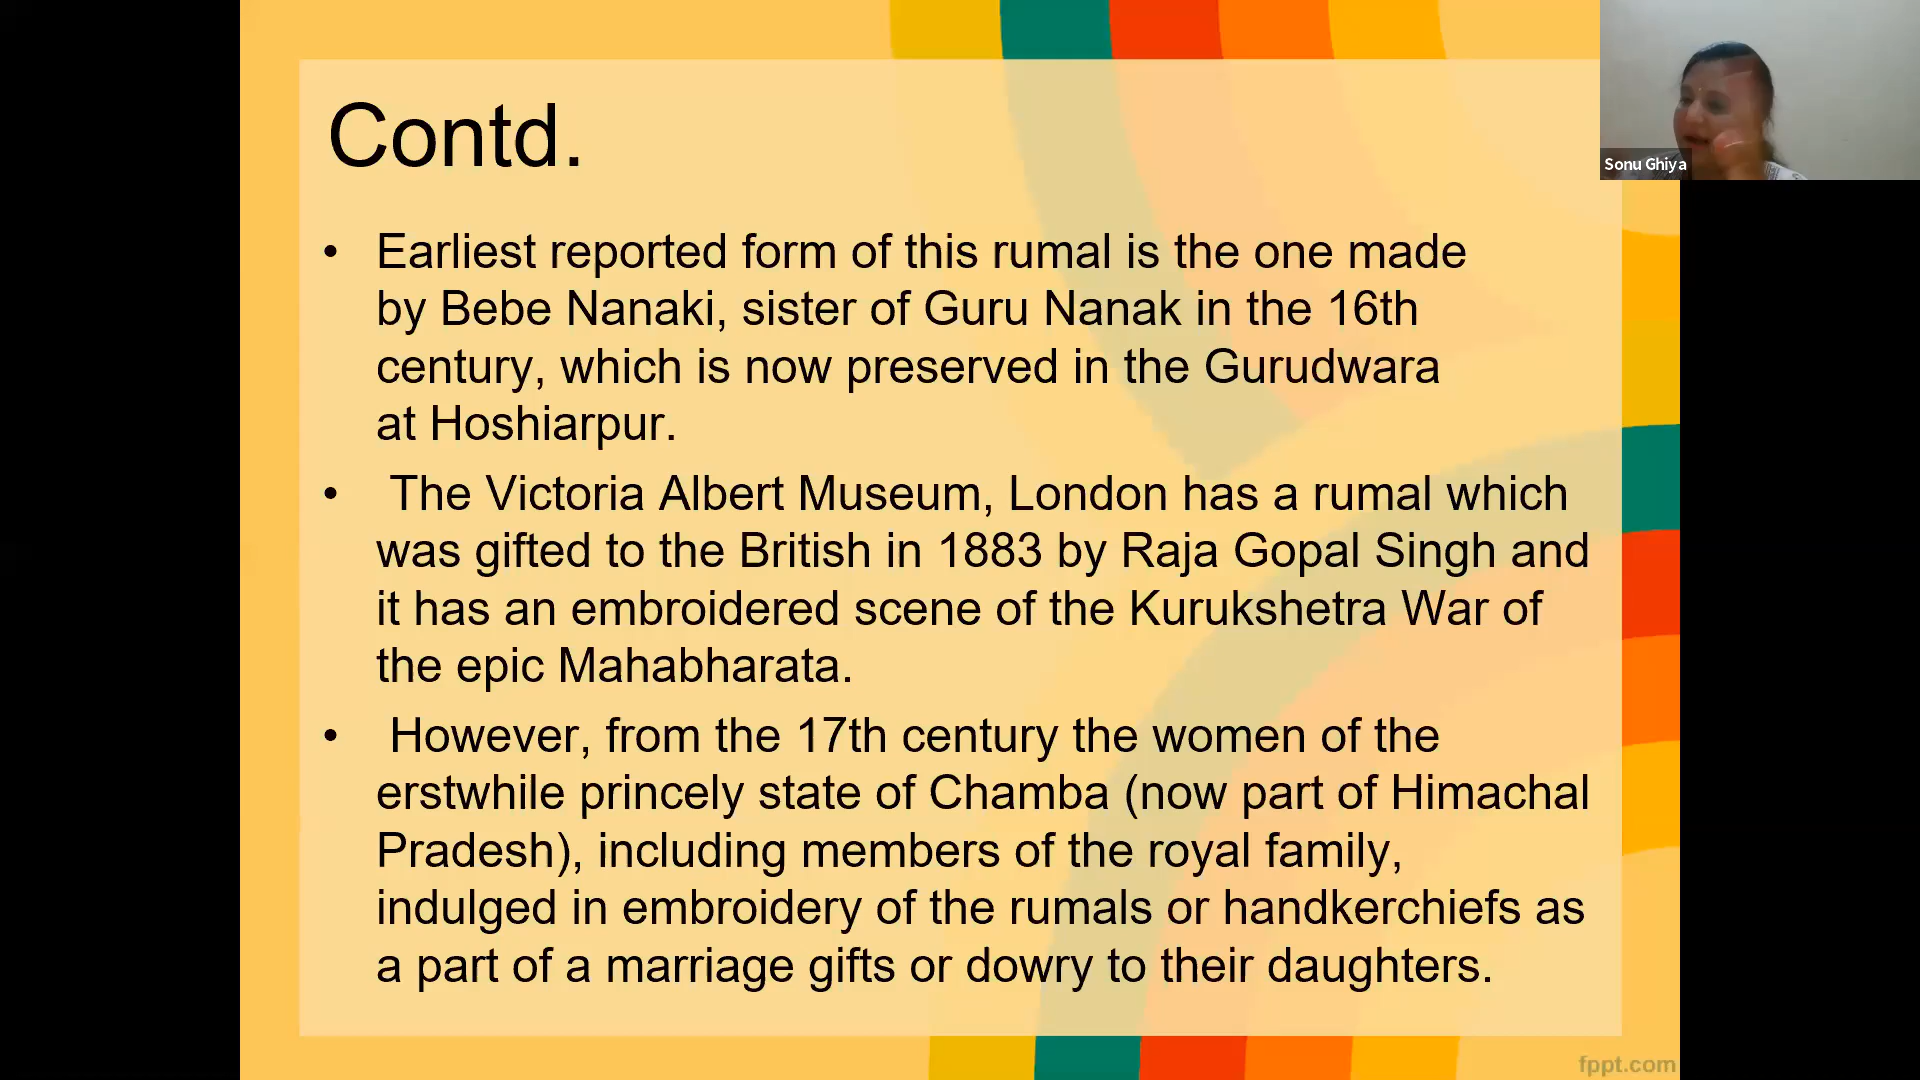 Contd.
Sonu Ghiya
• Earliest reported form of this rumal is the one made
by Bebe Nanaki, sister of Guru Nanak in the 16th
century, which is now preserved in the Gurudwara
at Hoshiarpur.
• The Victoria Albert Museum, London has a rumal which
was gifted to the British in 1883 by Raja Gopal Singh and
it has an embroidered scene of the Kurukshetra War of
the epic Mahabharata.
• However, from the 17th century the women of the
erstwhile princely state of Chamba (now part of Himachal
Pradesh), including members of the royal family,
indulged in embroidery of the rumals or handkerchiefs as
a part of a marriage gifts or dowry to their daughters.
fppt.com